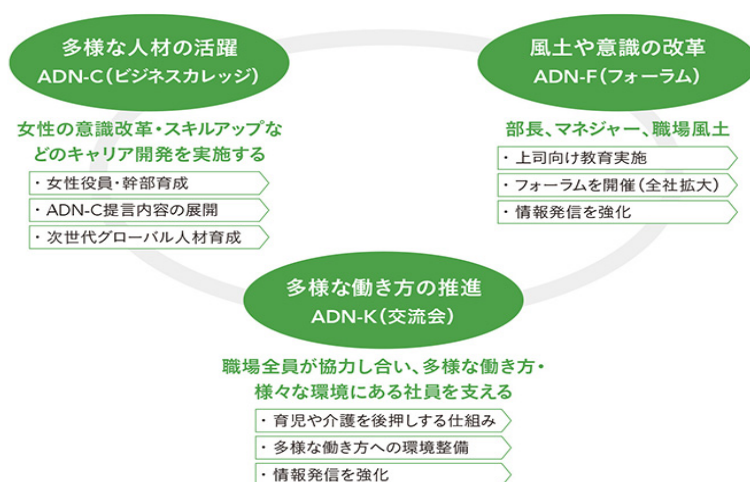 多様な人材の活躍
ADN-C(ビジネスカレッジ)
女性の意識改革・スキルアップな
どのキャリア開発を実施する
・女性役員・幹部育成
・ADN-C提言内容の展開
・次世代グローバル人材育成
風土や意識の改革
ADN-F(フォーラム)
部長、マネジャー、職場風土
・上司向け教育実施
・フォーラムを開催(全社拡大)
・情報発信を強化
多様な働き方の推進
ADN-K(交流会)
職場全員が協力し合い、多様な働き方・
様々な環境にある社員を支える
・育児や介護を後押しする仕組み
・多様な働き方への環境整備
・情報発信を強化